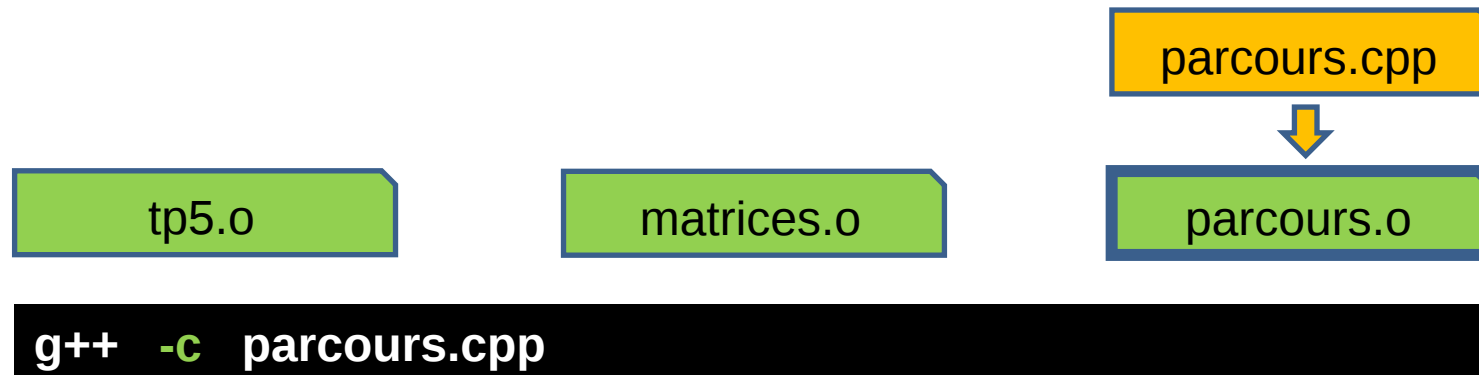 parcours.cpp
tp5.o
matrices.o
parcours.o
g++ -c parcours.cpp